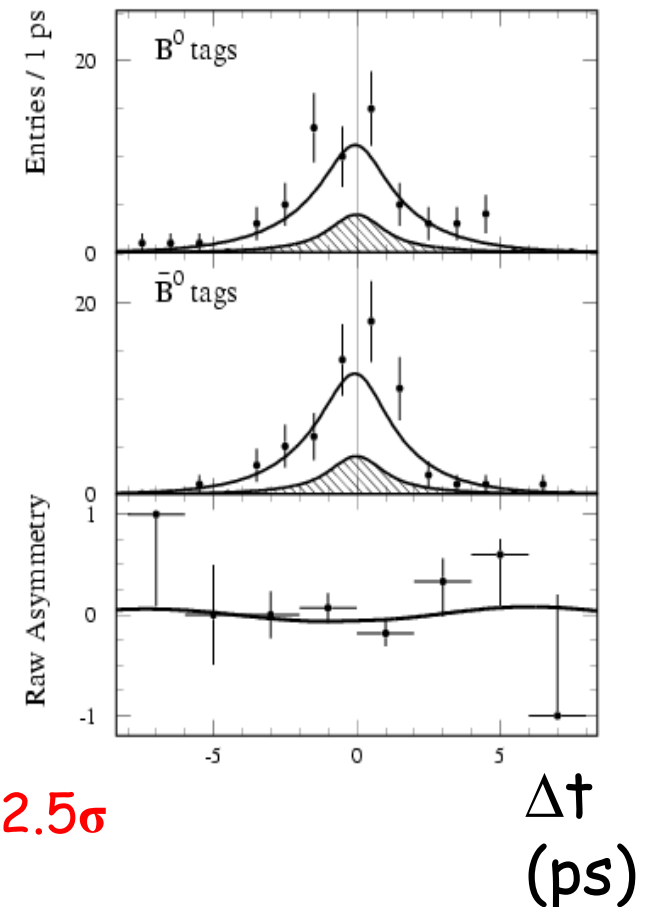 Entries / 1 ps
20
B⁰ tags
0
20
B̄⁰ tags
0
Raw Asymmetry
1
0
-1
-5 0 5
2.5σ
Δt
(ps)